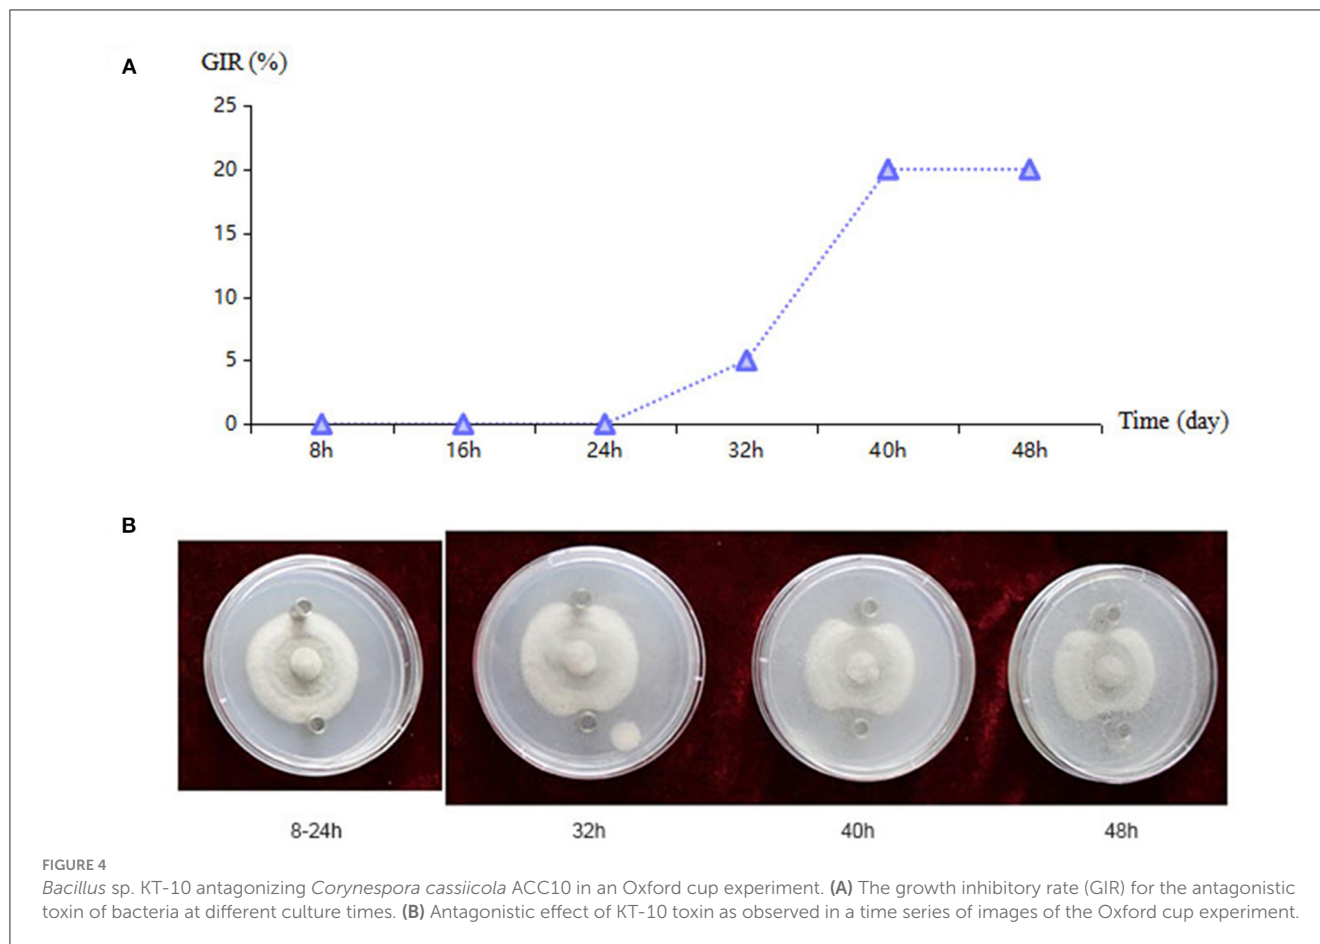 A
GIR (%)
25
20
15
10
5
0
8h 16h 24h 32h 40h 48h
Time (day)
B
8-24h 32h 40h 48h
FIGURE 4
Bacillus sp. KT-10 antagonizing Corynespora cassiicola ACC10 in an Oxford cup experiment. (A) The growth inhibitory rate (GIR) for the antagonistic
toxin of bacteria at different culture times. (B) Antagonistic effect of KT-10 toxin as observed in a time series of images of the Oxford cup experiment.